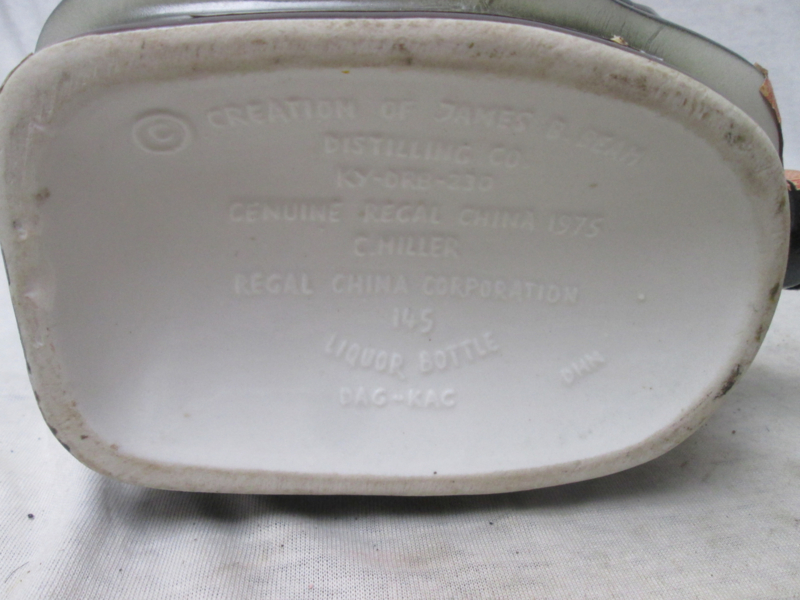 © CREATION OF JAMES B. BEAM
DISTILLING CO
KY-DRB-230
GENUINE REGAL CHINA 1975
C.MILLER
REGAL CHINA CORPORATION
145
LIQUOR BOTTLE
DAG-KAG